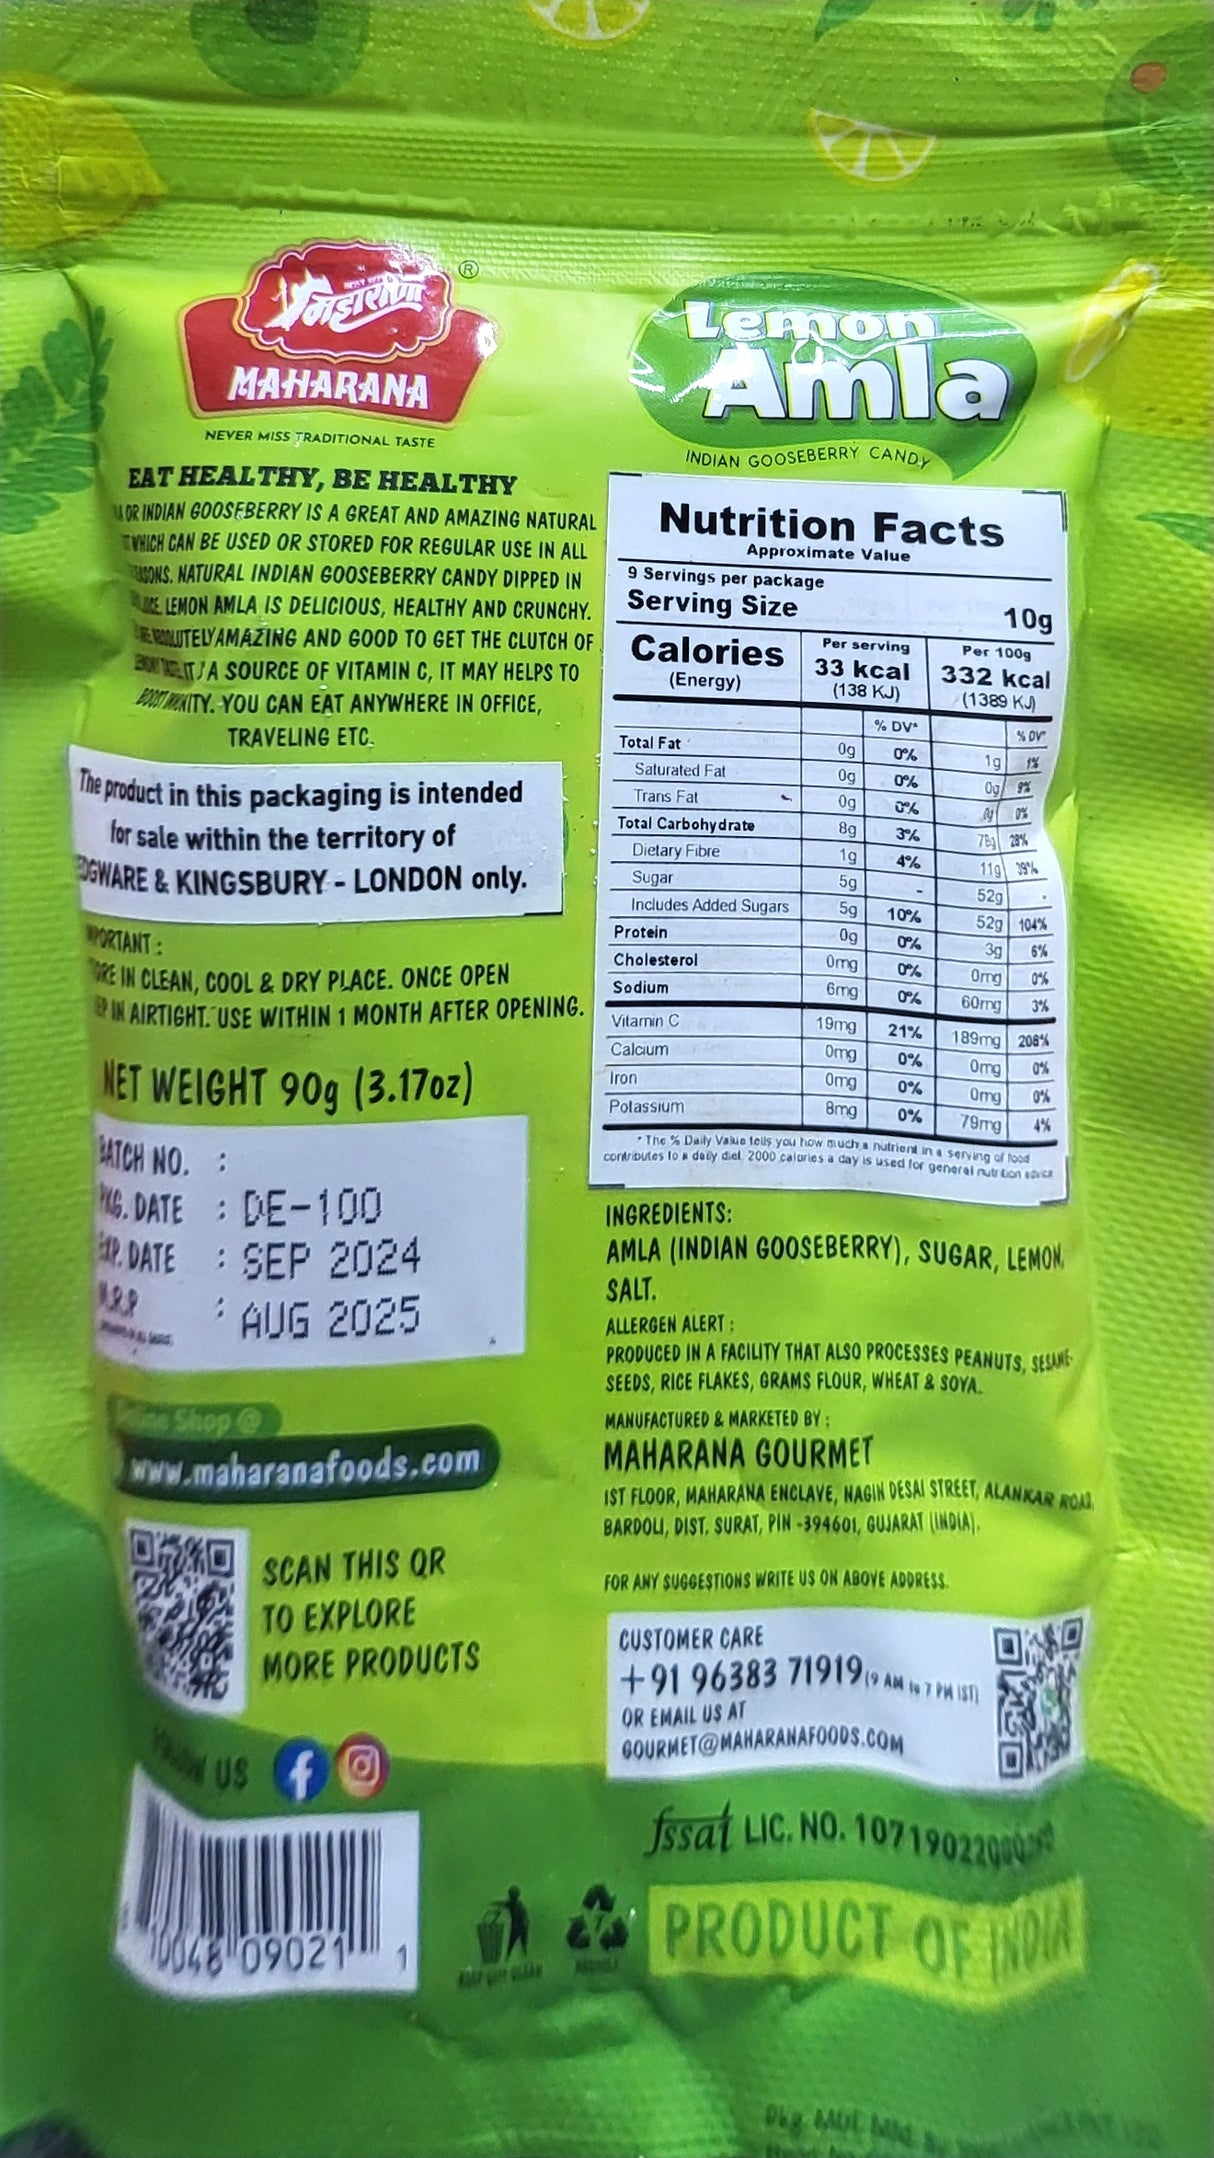 महाराणा
®
MAHARANA
NEVER MISS TRADITIONAL TASTE
EAT HEALTHY, BE HEALTHY
OR INDIAN GOOSEBERRY IS A GREAT AND AMAZING NATURAL
WHICH CAN BE USED OR STORED FOR REGULAR USE IN ALL
NATURAL INDIAN GOOSEBERRY CANDY DIPPED IN
LEMON AMLA IS DELICIOUS, HEALTHY AND CRUNCHY.
AMAZING AND GOOD TO GET THE CLUTCH OF
IT'A SOURCE OF VITAMIN C, IT MAY HELPS TO
YOU CAN EAT ANYWHERE IN OFFICE,
TRAVELING ETC.
The product in this packaging is intended
for sale within the territory of
& KINGSBURY - LONDON only.
IN CLEAN, COOL & DRY PLACE. ONCE OPEN
IN AIRTIGHT. USE WITHIN 1 MONTH AFTER OPENING.
NET WEIGHT 90g (3.17oz)
BATCH NO. :
PKG. DATE : DE-100
EXP. DATE : SEP 2024
M.R.P : AUG 2025
Shop @
www.maharanafoods.com
SCAN THIS QR
TO EXPLORE
MORE PRODUCTS
US
09021 1
Lemon
Amla
INDIAN GOOSEBERRY CANDY
Nutrition Facts
Approximate Value
9 Servings per package
Serving Size 10g
Calories Per serving Per 100g
(Energy) 33 kcal 332 kcal
(138 KJ) (1389 KJ)
% DV* % DV*
Total Fat 0g 0% 1g 1%
Saturated Fat 0g 0% 0g
Trans Fat 0g 0% 0g 0%
Total Carbohydrate 8g 3% 78g 28%
Dietary Fibre 1g 4% 11g 39%
Sugar 5g - 52g -
Includes Added Sugars 5g 10% 52g 104%
Protein 0g 0% 3g 6%
Cholesterol 0mg 0% 0mg 0%
Sodium 6mg 0% 60mg 3%
Vitamin C 19mg 21% 189mg 208%
Calcium 0mg 0% 0mg 0%
Iron 0mg 0% 0mg 0%
Potassium 8mg 0% 79mg 4%
* The % Daily Value tells you how much a nutrient in a serving of food
contributes to a daily diet. 2000 calories a day is used for general nutrition advice
INGREDIENTS:
AMLA (INDIAN GOOSEBERRY), SUGAR, LEMON,
SALT.
ALLERGEN ALERT :
PRODUCED IN A FACILITY THAT ALSO PROCESSES PEANUTS, SESAME-
SEEDS, RICE FLAKES, GRAMS FLOUR, WHEAT & SOYA.
MANUFACTURED & MARKETED BY :
MAHARANA GOURMET
IST FLOOR, MAHARANA ENCLAVE, NAGIN DESAI STREET, ALANKAR ROAD,
BARDOLI, DIST. SURAT, PIN -394601, GUJARAT (INDIA).
FOR ANY SUGGESTIONS WRITE US ON ABOVE ADDRESS.
CUSTOMER CARE
+91 96383 71919 (9 AM to 7 PM IST)
OR EMAIL US AT
GOURMET@MAHARANAFOODS.COM
fssai LIC. NO.
PRODUCT OF INDIA